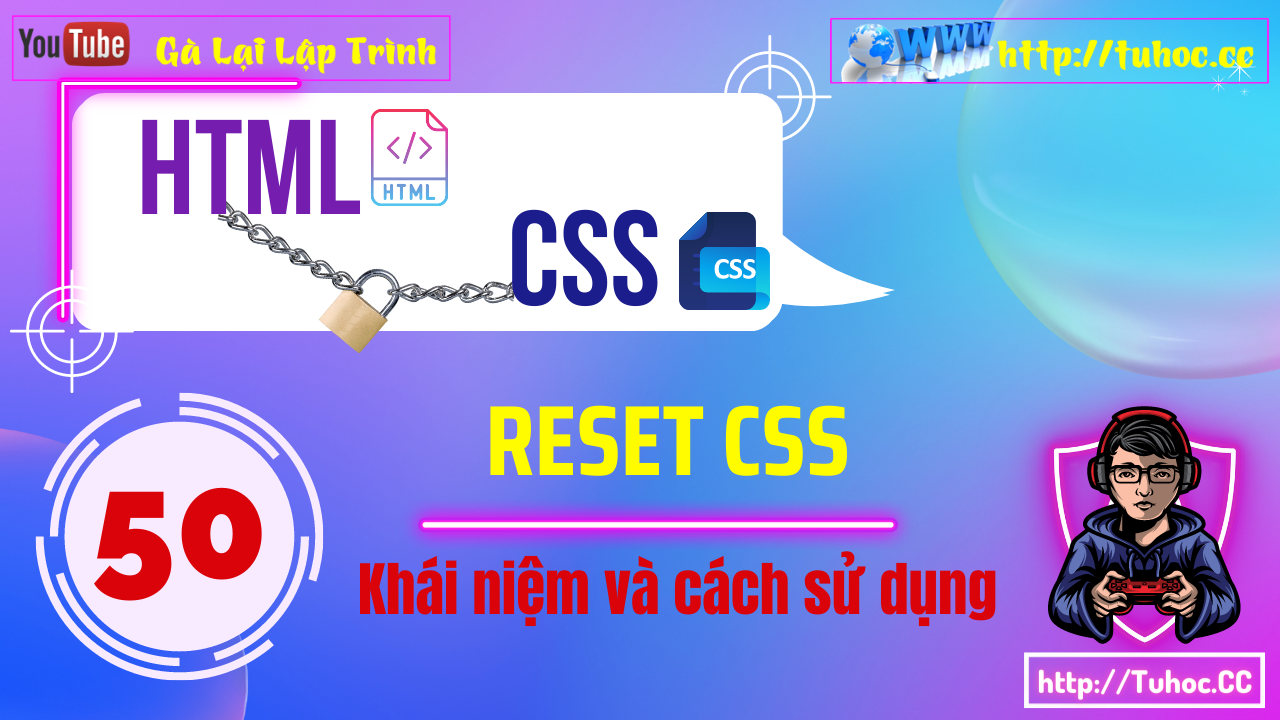 YouTube Gà Lại Lập Trình
WWW http://tuhoc.cc
HTML
</>
HTML
CSS
CSS
RESET CSS
50
Khái niệm và cách sử dụng
http://Tuhoc.CC